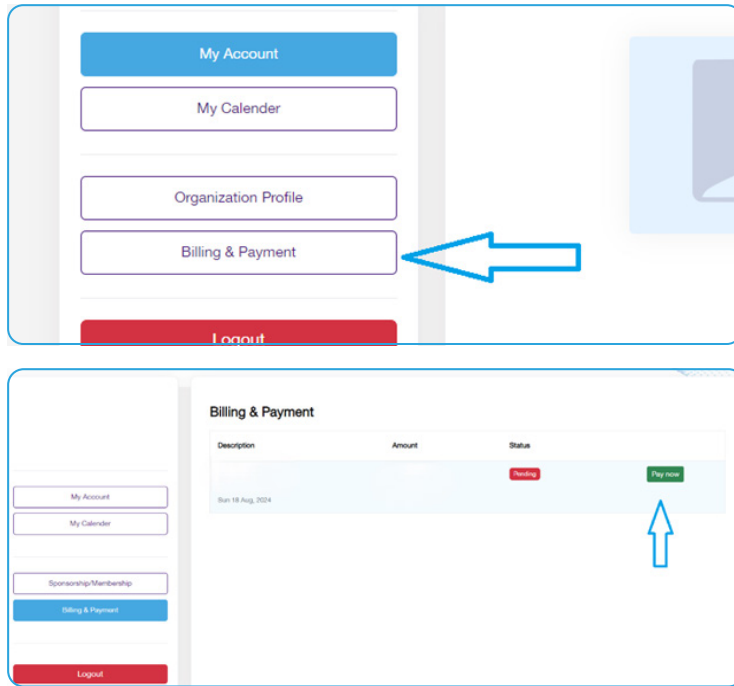 My Account
My Calender
Organization Profile
Billing & Payment
Logout
Billing & Payment
Description Amount Status
Pending Pay now
Sun 18 Aug, 2024
My Account
My Calender
Sponsorship/Membership
Billing & Payment
Logout